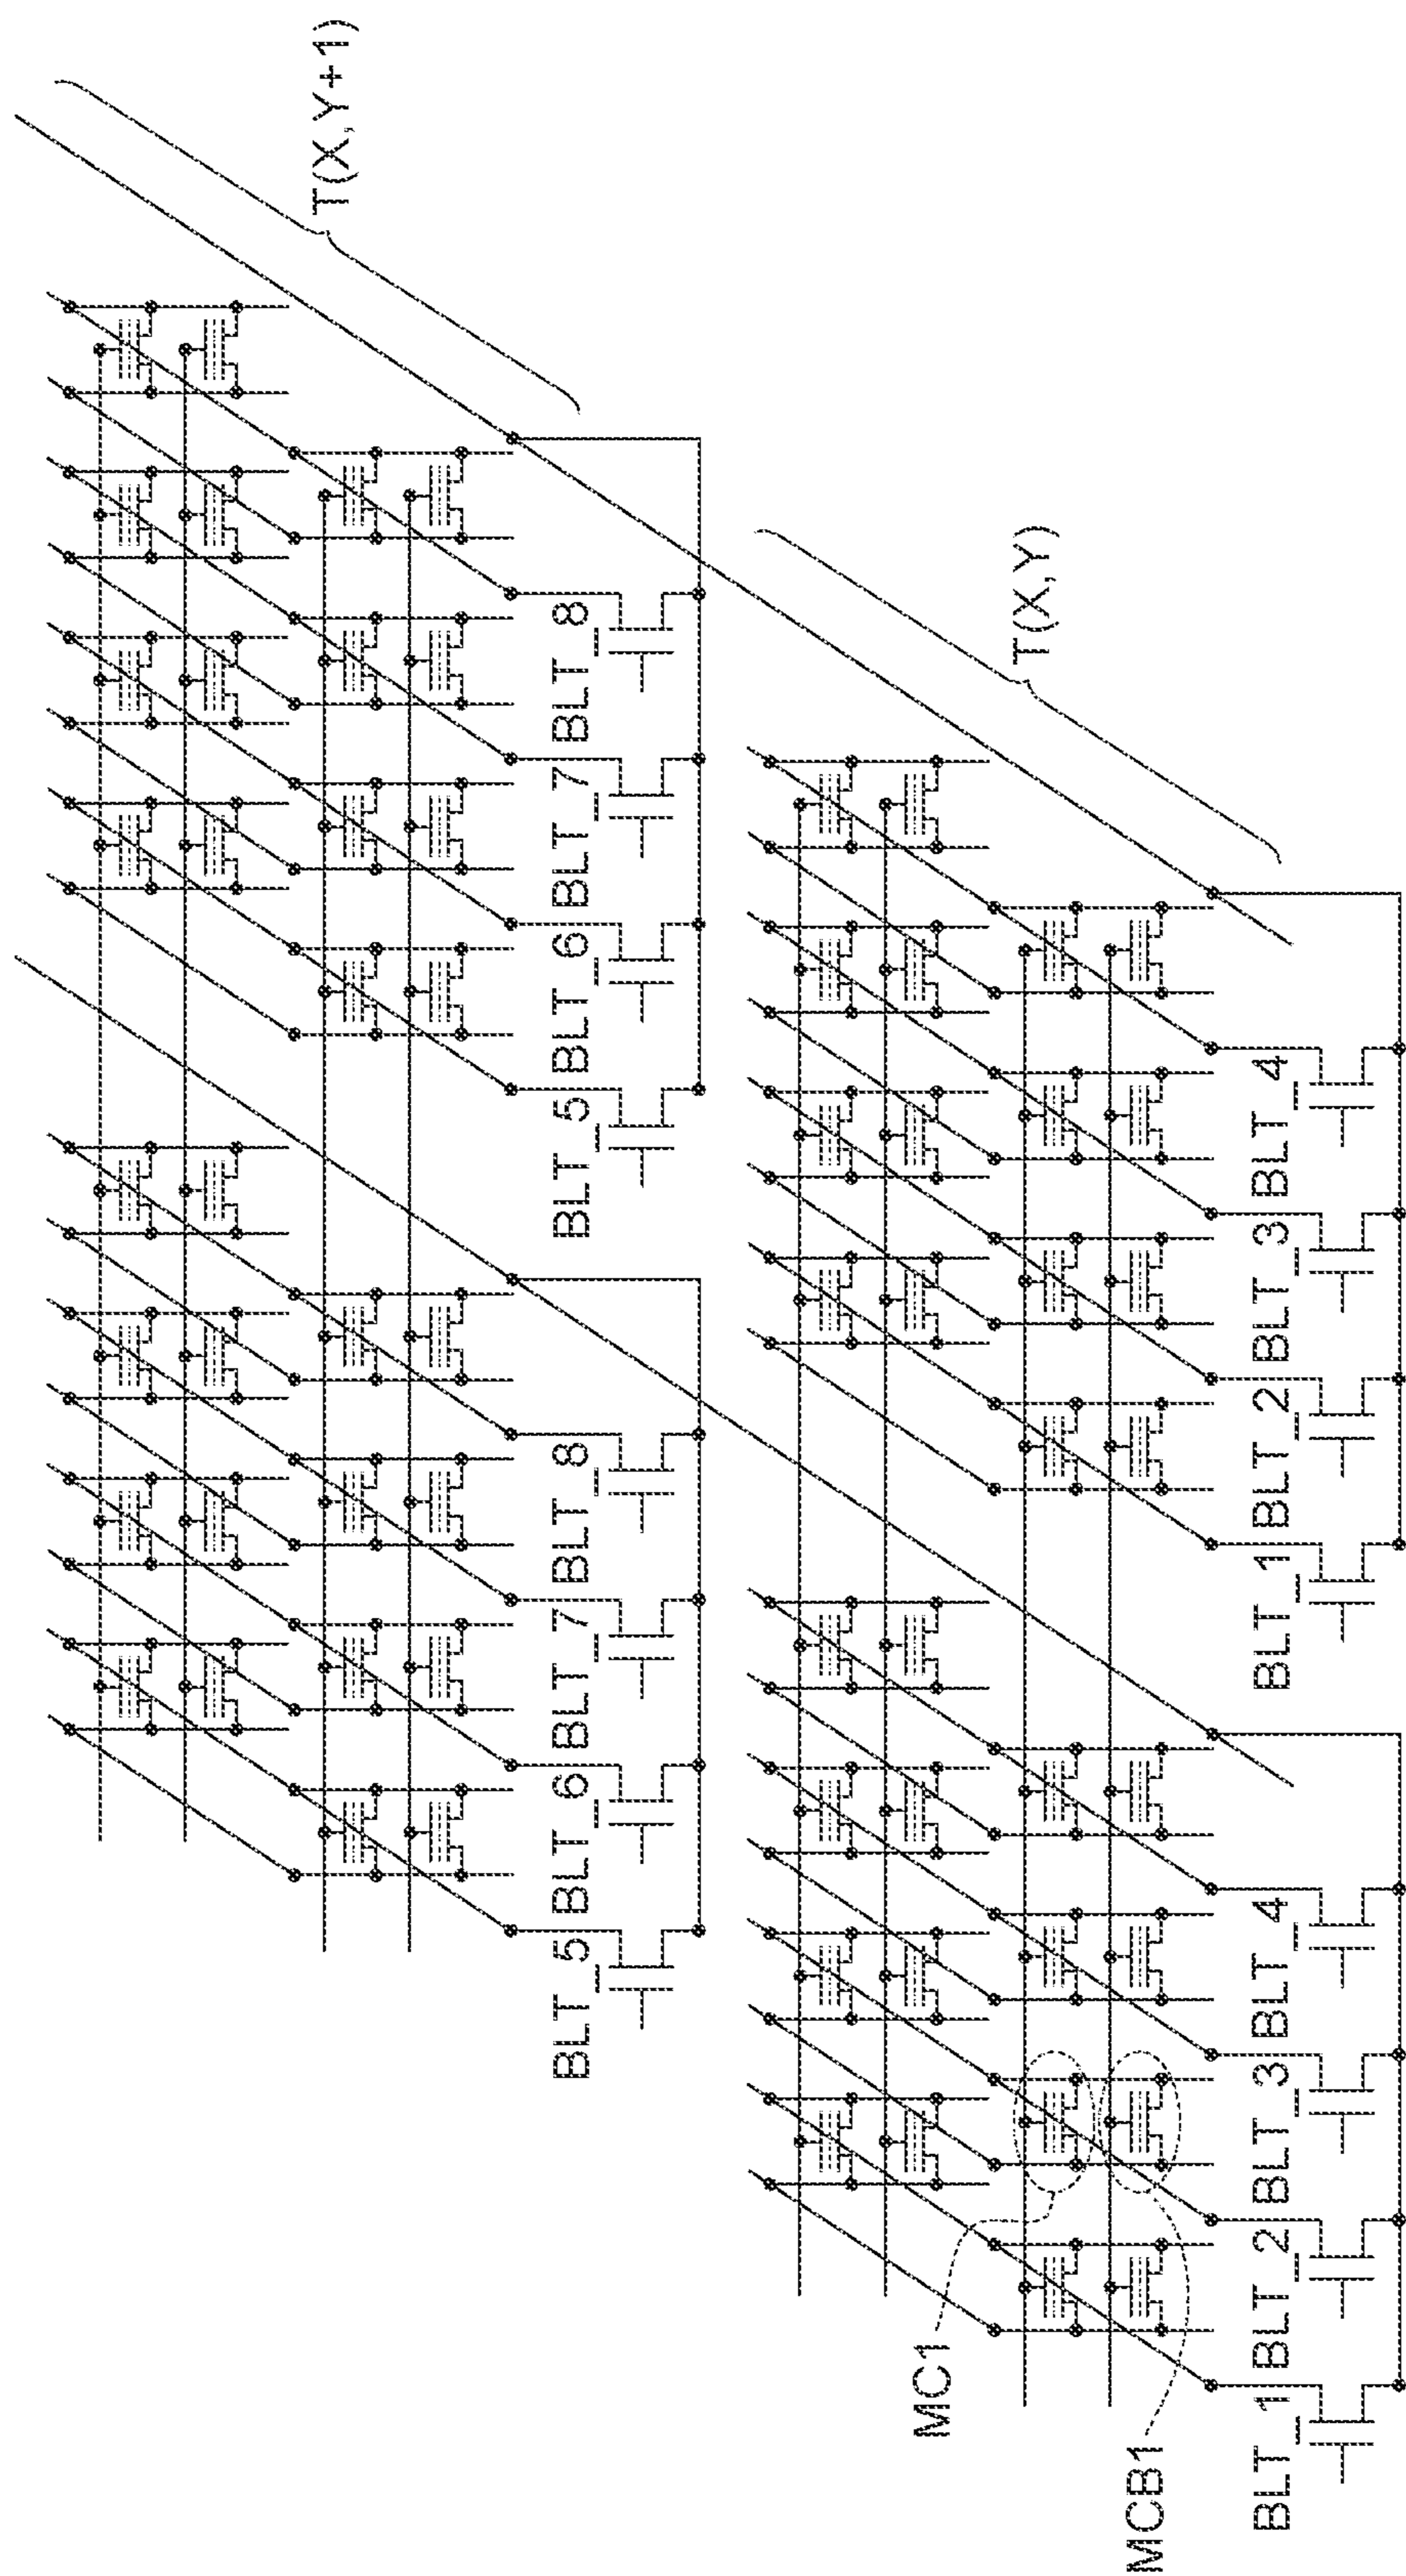 T(X,Y+1)
BLT_5 BLT_6 BLT_7 BLT_8
BLT_5 BLT_6 BLT_7 BLT_8
T(X,Y)
BLT_1 BLT_2 BLT_3 BLT_4
BLT_1 BLT_2 BLT_3 BLT_4
MC1
MCB1